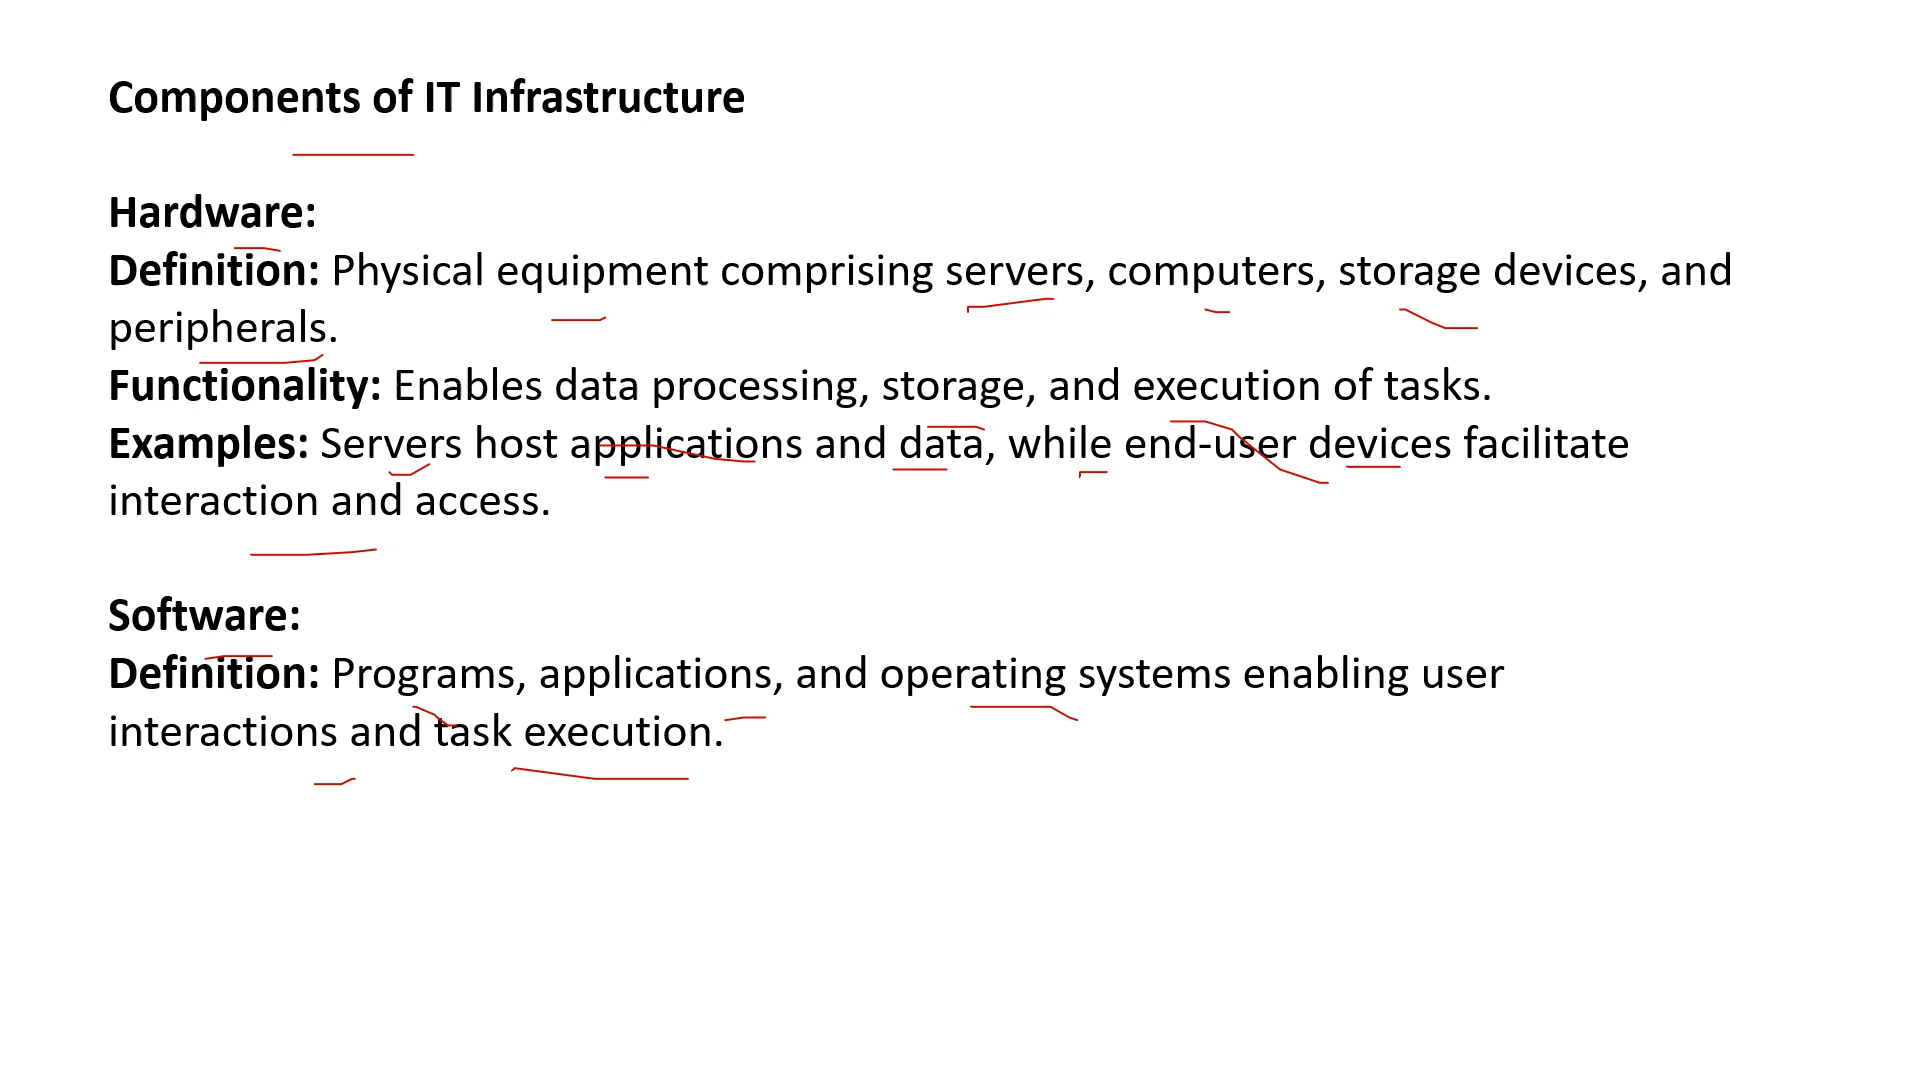 Components of IT Infrastructure
Hardware:
Definition: Physical equipment comprising servers, computers, storage devices, and
peripherals.
Functionality: Enables data processing, storage, and execution of tasks.
Examples: Servers host applications and data, while end-user devices facilitate
interaction and access.
Software:
Definition: Programs, applications, and operating systems enabling user
interactions and task execution.